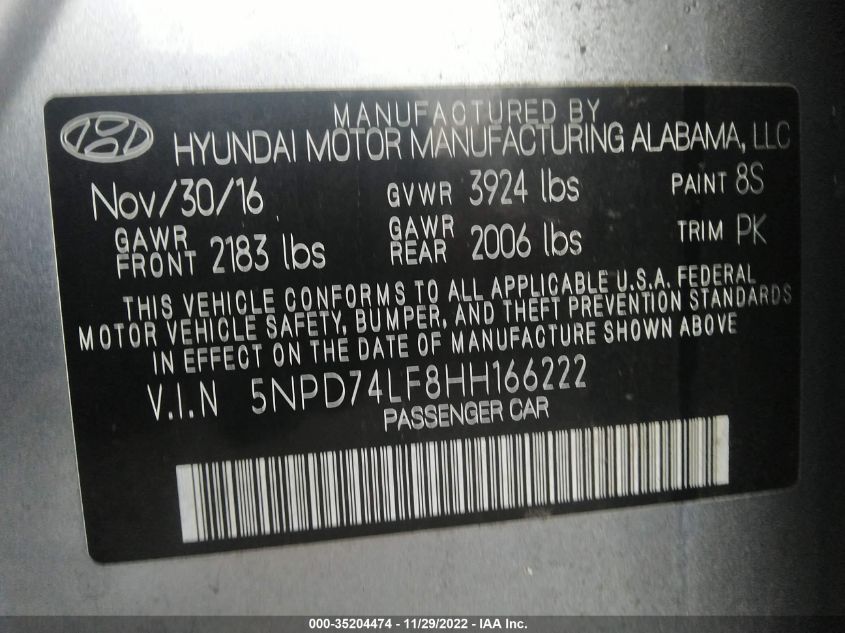 MANUFACTURED BY
HYUNDAI MOTOR MANUFACTURING ALABAMA, LLC
Nov/30/16 GVWR 3924 lbs PAINT 8S
GAWR FRONT 2183 lbs GAWR REAR 2006 lbs TRIM PK
THIS VEHICLE CONFORMS TO ALL APPLICABLE U.S.A. FEDERAL
MOTOR VEHICLE SAFETY, BUMPER, AND THEFT PREVENTION STANDARDS
IN EFFECT ON THE DATE OF MANUFACTURE SHOWN ABOVE
V.I.N 5NPD74LF8HH166222
PASSENGER CAR
000-35204474 - 11/29/2022 - IAA Inc.